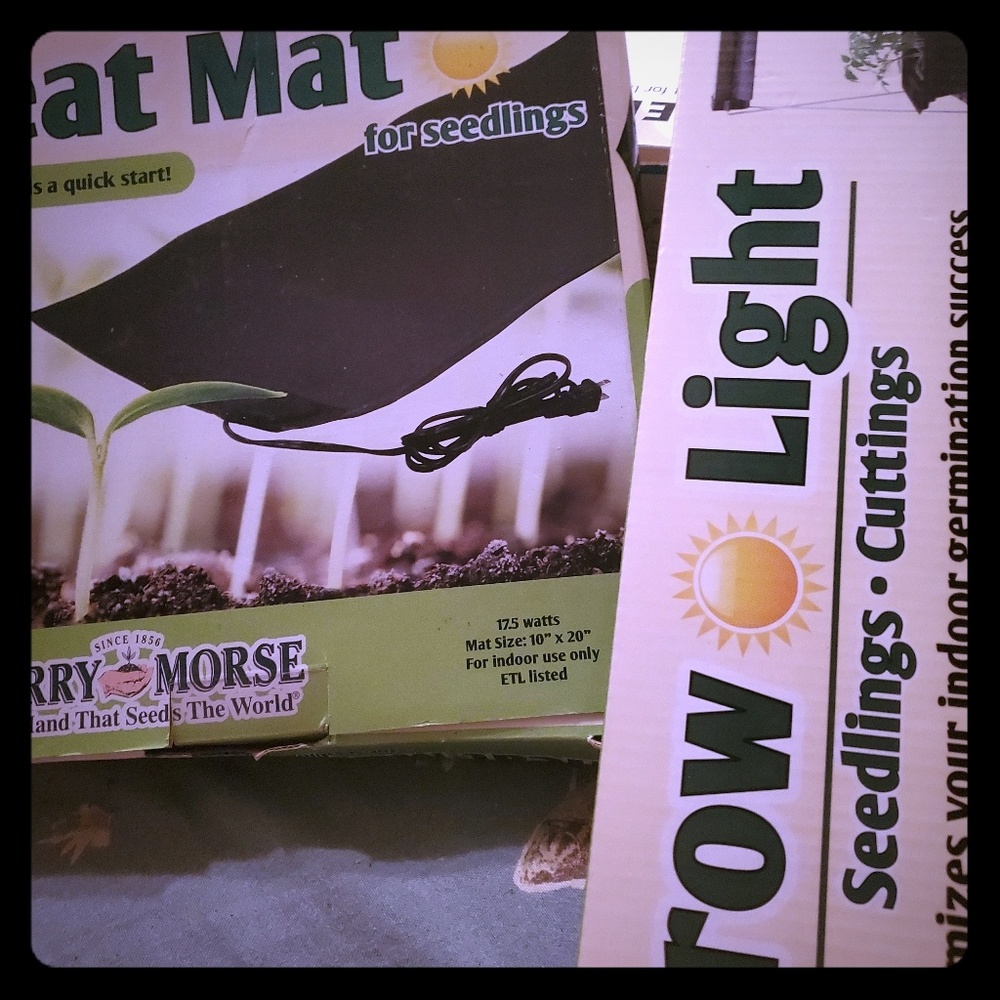 eat Mat
for seedlings
s a quick start!
17.5 watts
Mat Size: 10” x 20”
For indoor use only
ETL listed
SINCE 1856
RRY MORSE
Hand That Seeds The World®
row Light
Seedlings • Cuttings
mizes your indoor germination success